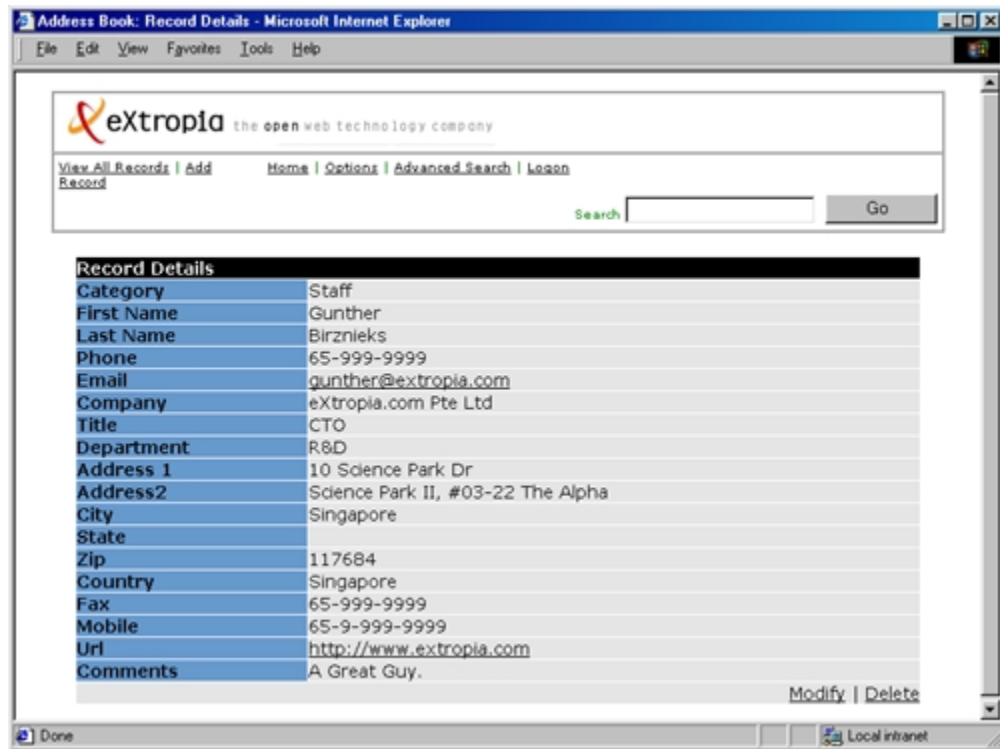 Address Book: Record Details - Microsoft Internet Explorer
File Edit View Favorites Tools Help
eXtropia the open web technology company
View All Records | Add Home | Options | Advanced Search | Logon
Record
Search Go
Record Details
Category Staff
First Name Gunther
Last Name Birznieks
Phone 65-999-9999
Email gunther@extropia.com
Company eXtropia.com Pte Ltd
Title CTO
Department R&D
Address 1 10 Science Park Dr
Address2 Science Park II, #03-22 The Alpha
City Singapore
State
Zip 117684
Country Singapore
Fax 65-999-9999
Mobile 65-9-999-9999
Url http://www.extropia.com
Comments A Great Guy.
Modify | Delete
Done Local intranet